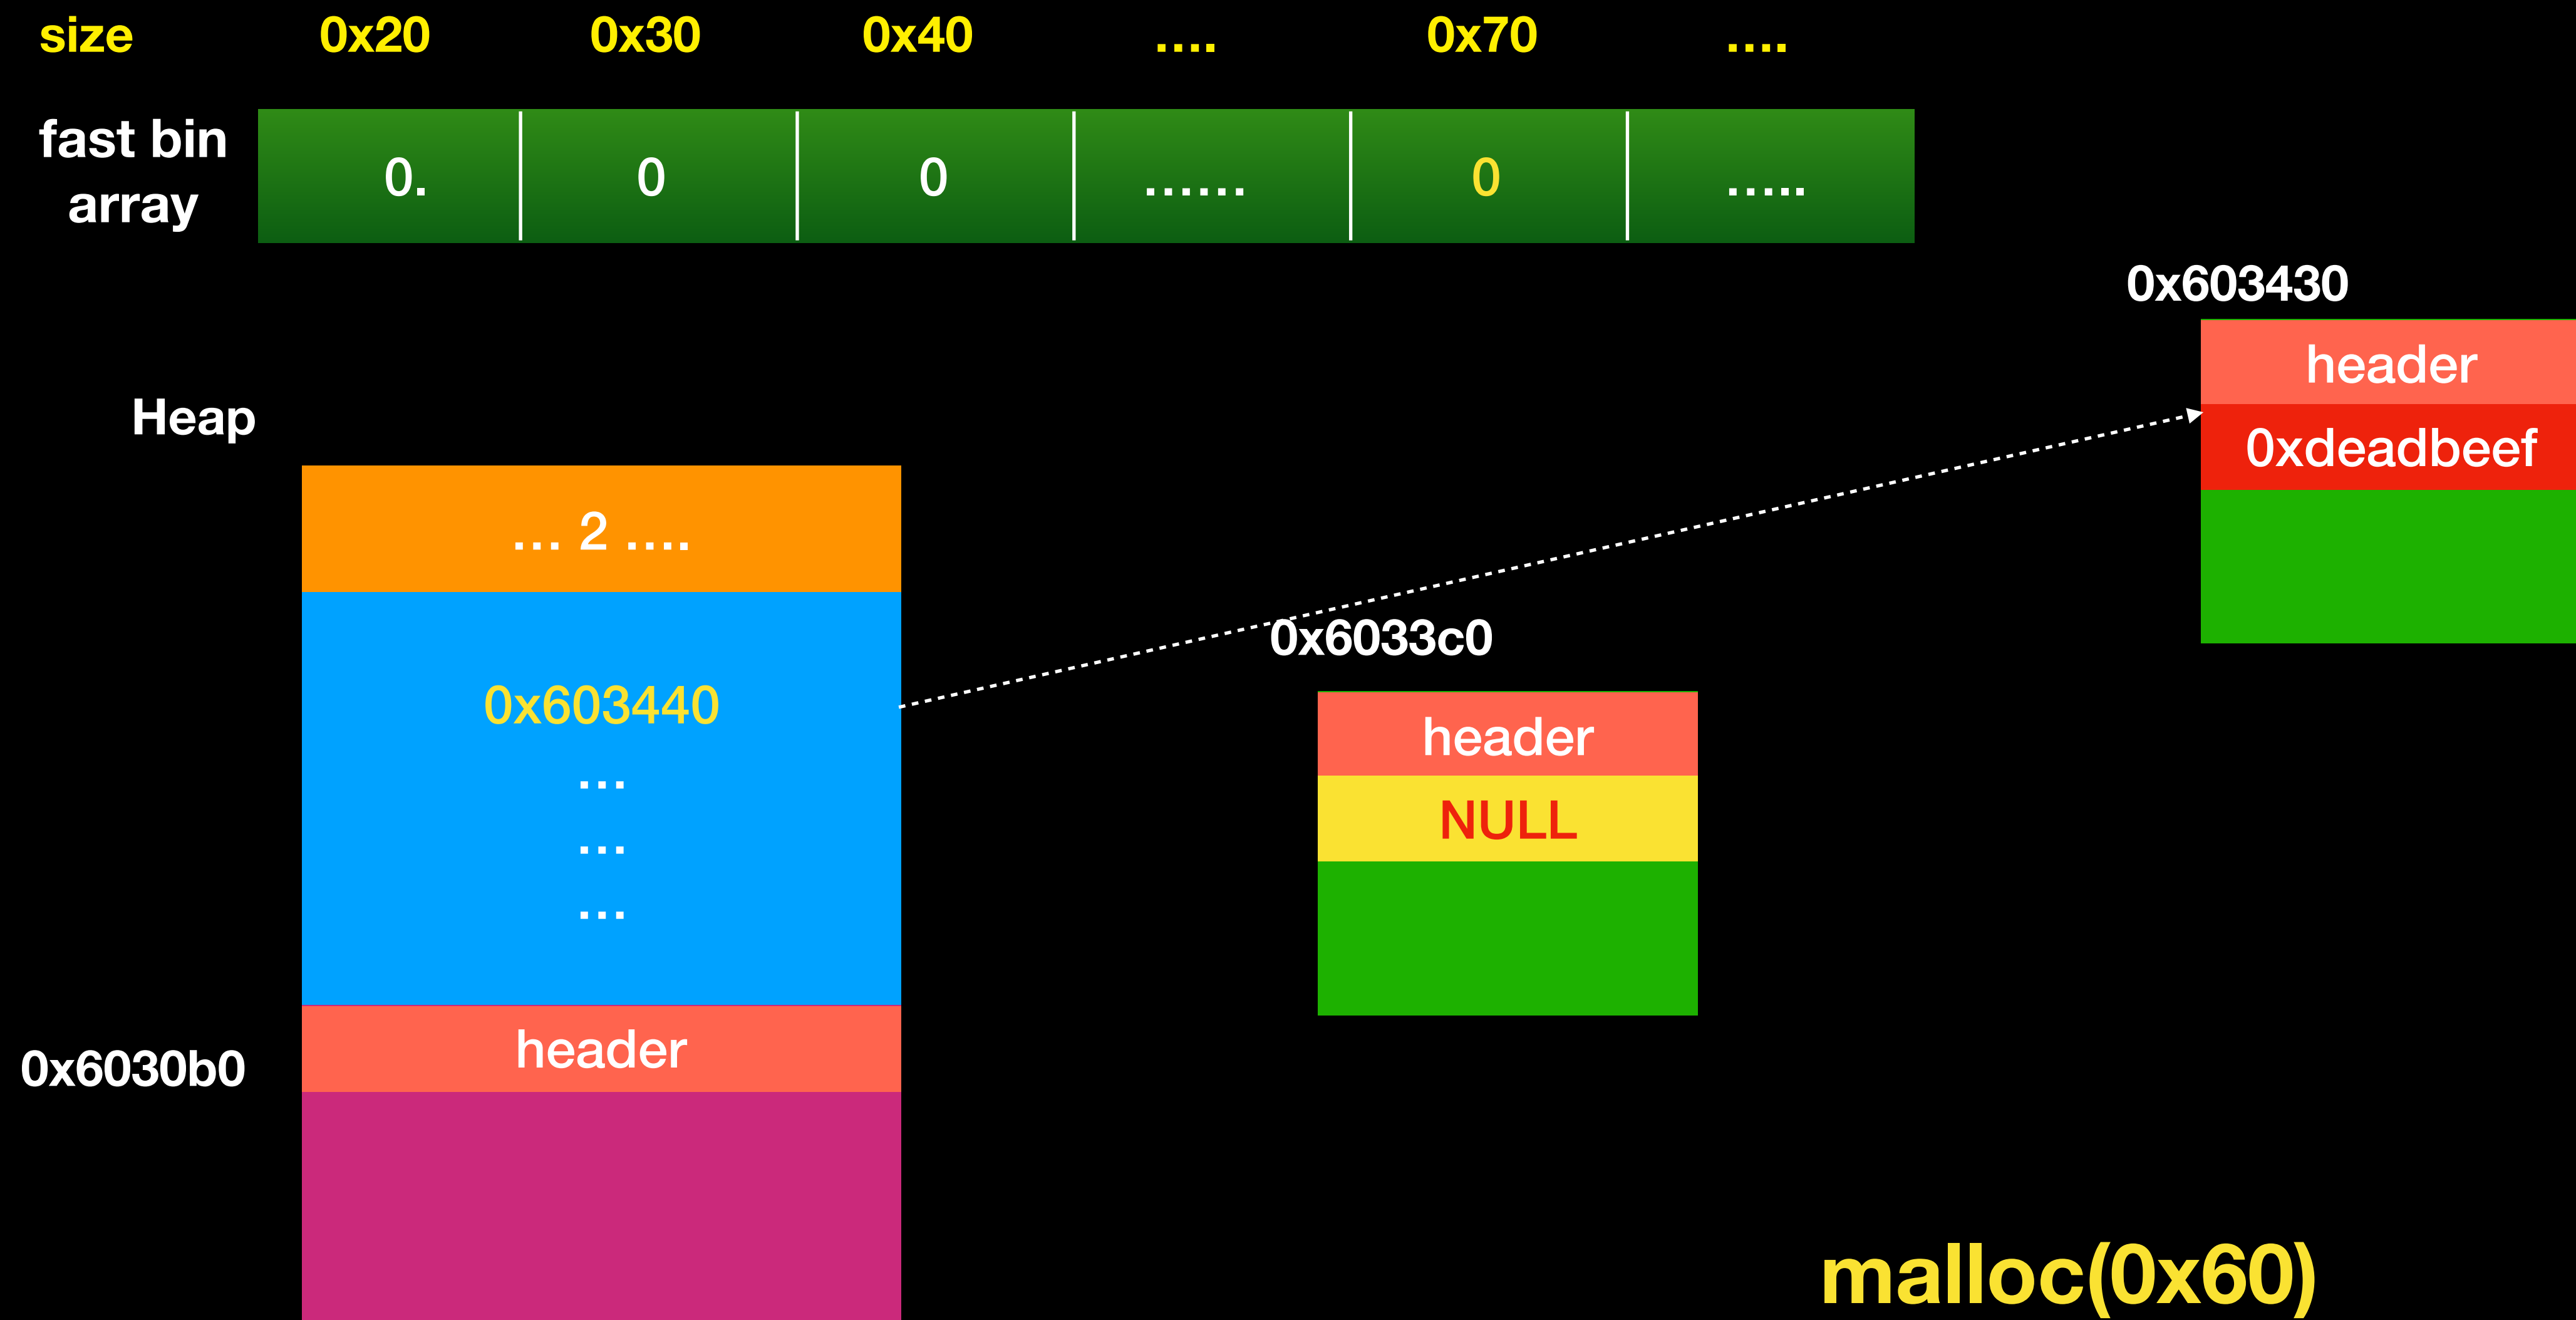 size 0x20 0x30 0x40 .... 0x70 ....
fast bin
array
0. 0 0 ...... 0 .....
0x603430
header
0xdeadbeef
Heap
... 2 ....
0x603440
...
...
...
0x6033c0
header
NULL
header
0x6030b0
malloc(0x60)